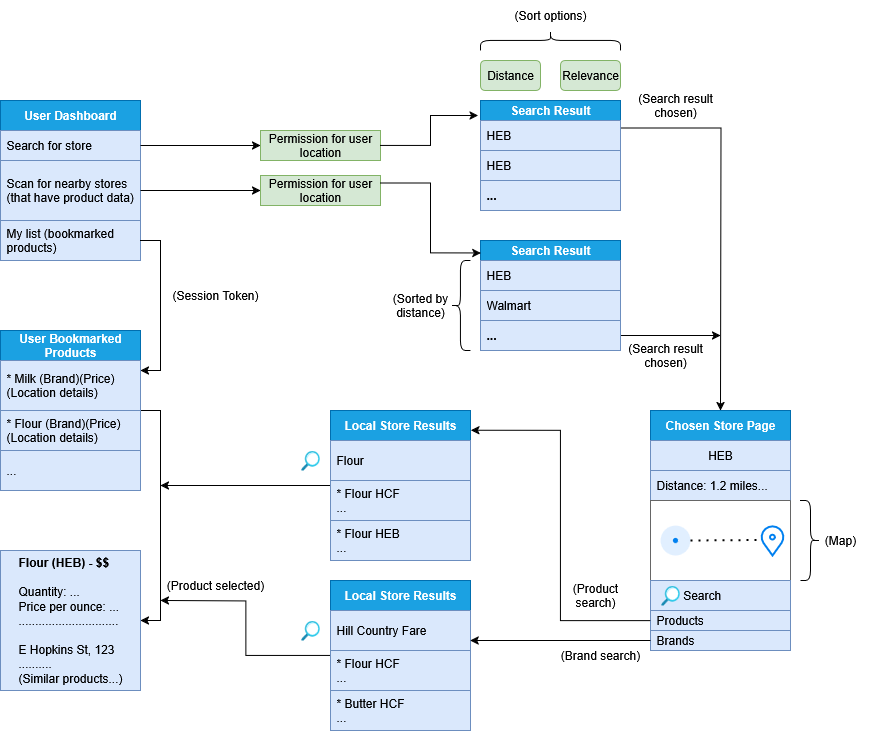 (Sort options)
Distance
Relevance
Search Result
HEB
HEB
...
(Search result
chosen)
User Dashboard
Search for store
Scan for nearby stores
(that have product data)
My list (bookmarked
products)
Permission for user
location
Permission for user
location
Search Result
HEB
Walmart
...
(Sorted by
distance)
(Search result
chosen)
(Session Token)
User Bookmarked
Products
* Milk (Brand)(Price)
(Location details)
* Flour (Brand)(Price)
(Location details)
...
Local Store Results
Flour
* Flour HCF
...
* Flour HEB
...
Chosen Store Page
HEB
Distance: 1.2 miles...
(Map)
Search
Products
Brands
(Product
search)
(Brand search)
Flour (HEB) - $$
Quantity: ...
Price per ounce: ...
..............................
E Hopkins St, 123
..........
(Similar products...)
(Product selected)
Local Store Results
Hill Country Fare
* Flour HCF
...
* Butter HCF
...